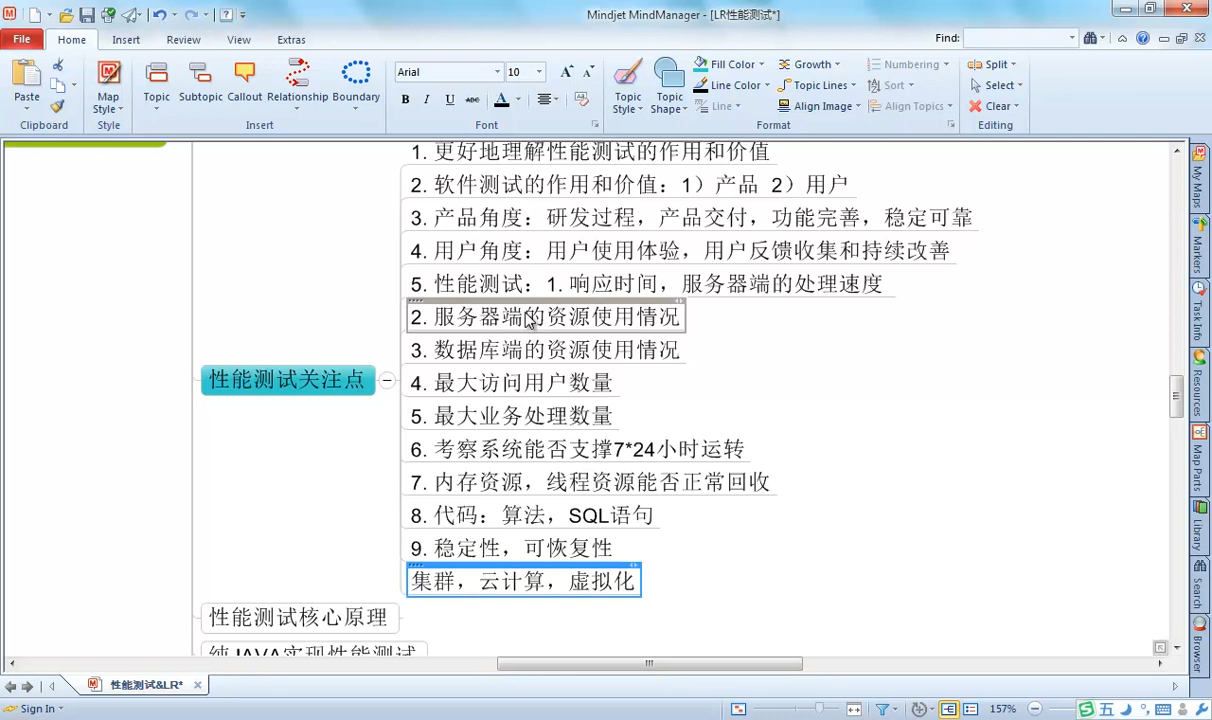 Mindjet MindManager - [LR性能测试*]
File Home Insert Review View Extras Find:
Paste Map Style Topic Subtopic Callout Relationship Boundary Arial 10 B I U abc A Topic Style Topic Shape Fill Color Growth Numbering Split
Line Color Topic Lines Sort Select
Line Align Image Align Topics Clear
Clipboard Style Insert Font Format Editing
1. 更好地理解性能测试的作用和价值
2. 软件测试的作用和价值：1）产品 2）用户
3. 产品角度：研发过程，产品交付，功能完善，稳定可靠
4. 用户角度：用户使用体验，用户反馈收集和持续改善
5. 性能测试：1. 响应时间，服务器端的处理速度
2. 服务器端的资源使用情况
3. 数据库端的资源使用情况
性能测试关注点
4. 最大访问用户数量
5. 最大业务处理数量
6. 考察系统能否支撑7*24小时运转
7. 内存资源，线程资源能否正常回收
8. 代码：算法，SQL语句
9. 稳定性，可恢复性
集群，云计算，虚拟化
性能测试核心原理
纯JAVA实现性能测试
My Maps
Markers
Task Info
Resources
Map Parts
Library
Search
Browser
性能测试&LR*
Sign In 157% 五